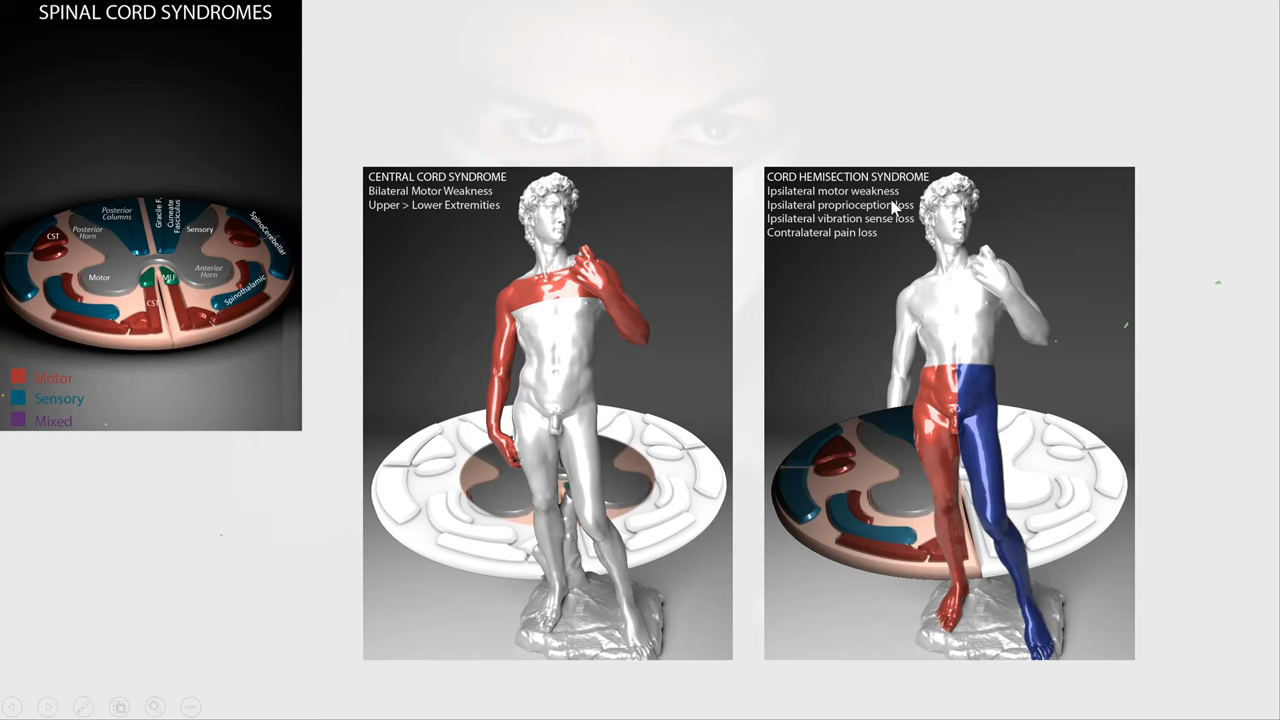 SPINAL CORD SYNDROMES
Posterior
Columns
Gracile F.
Cuneate
Fasciculus
SpinoCerebellar
Posterior
Horn
Sensory
CST
Motor
MLF
Anterior
Horn
Spinothalamic
CST
Motor
Sensory
Mixed
CENTRAL CORD SYNDROME
Bilateral Motor Weakness
Upper > Lower Extremities
CORD HEMISECTION SYNDROME
Ipsilateral motor weakness
Ipsilateral proprioception loss
Ipsilateral vibration sense loss
Contralateral pain loss